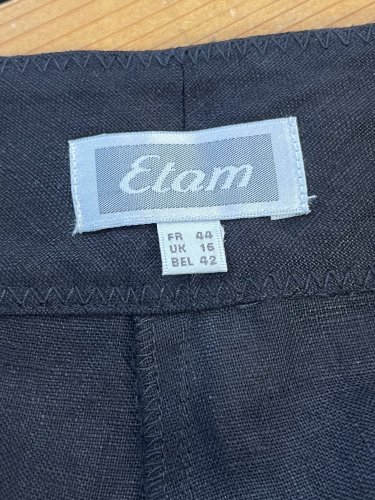 Etam
FR 44
UK 16
BEL 42